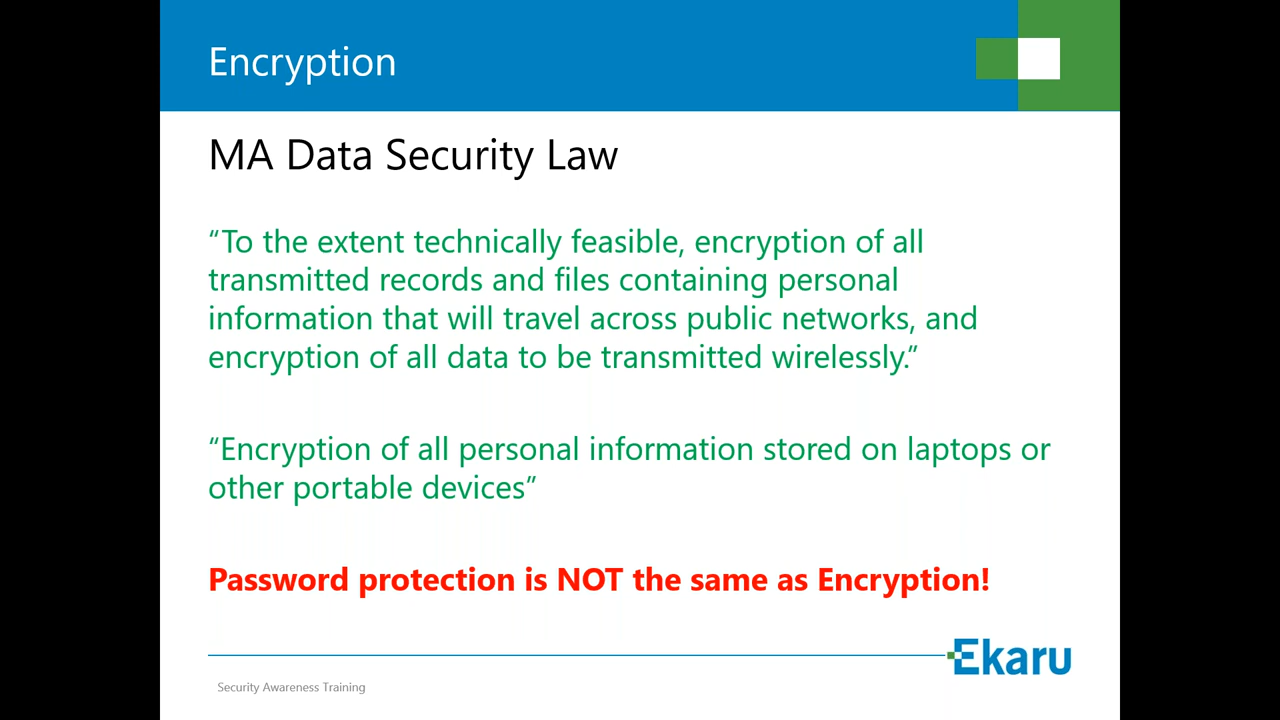 Encryption
MA Data Security Law
“To the extent technically feasible, encryption of all
transmitted records and files containing personal
information that will travel across public networks, and
encryption of all data to be transmitted wirelessly.”
“Encryption of all personal information stored on laptops or
other portable devices”
Password protection is NOT the same as Encryption!
Ekaru
Security Awareness Training